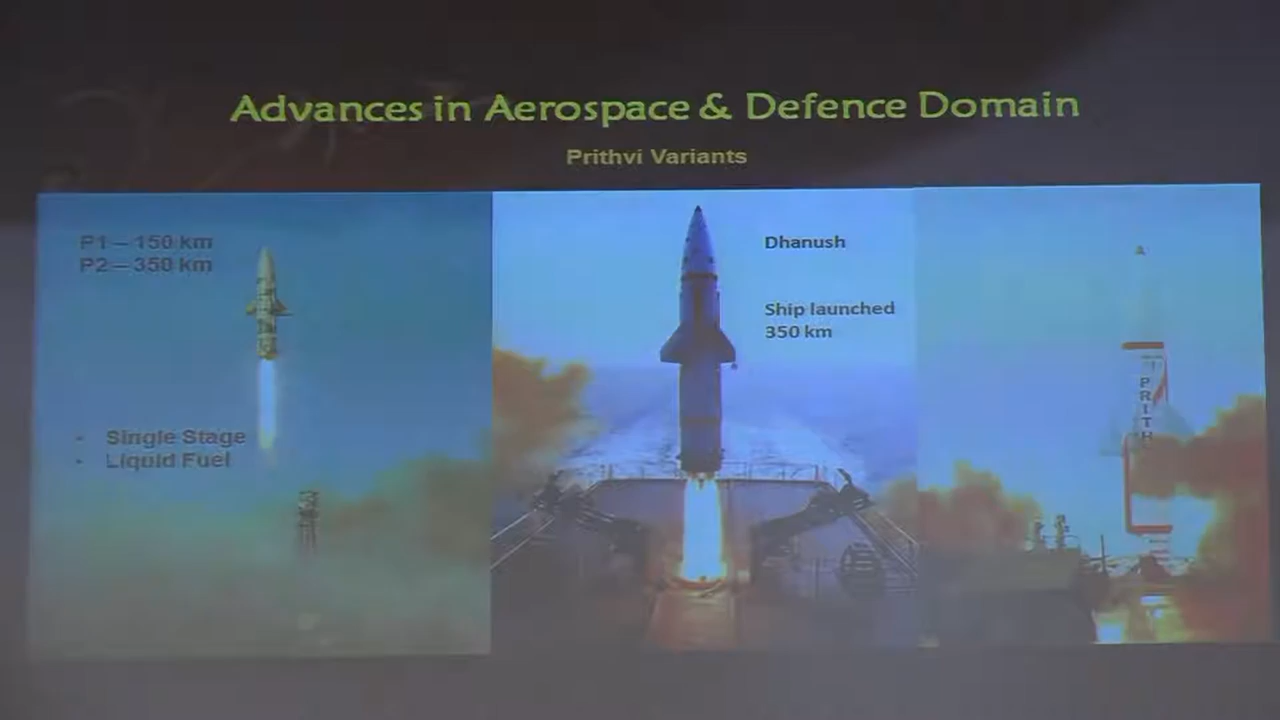 Advances in Aerospace & Defence Domain
Prithvi Variants
P1 – 150 km
P2 – 350 km
- Single Stage
- Liquid Fuel
Dhanush
Ship launched
350 km
PRITH